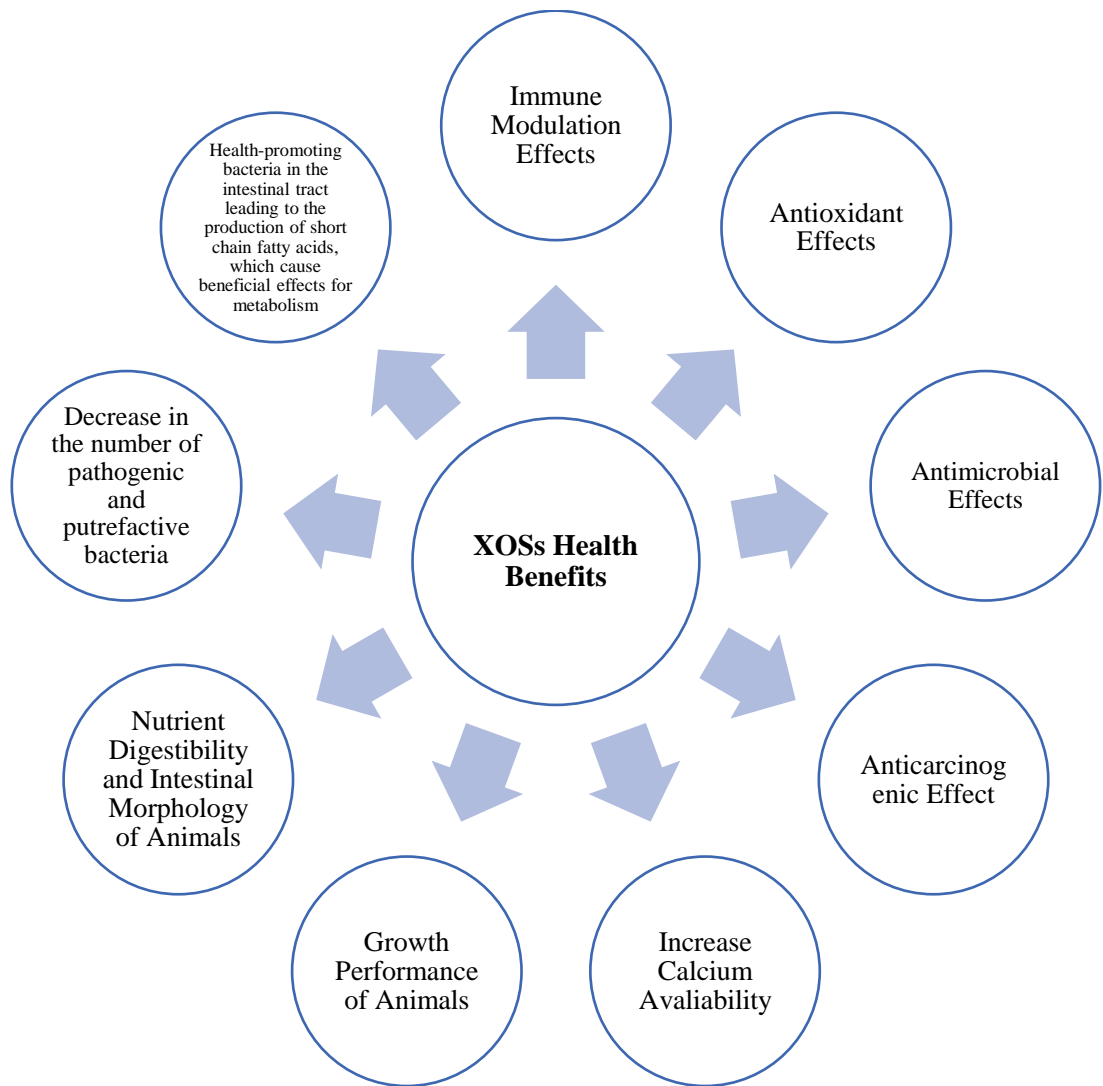 Immune
Modulation
Effects
Antioxidant
Effects
Antimicrobial
Effects
Anticarcinog
enic Effect
Increase
Calcium
Avaliability
Growth
Performance
of Animals
Nutrient
Digestibility
and Intestinal
Morphology
of Animals
Decrease in
the number of
pathogenic
and
putrefactive
bacteria
Health-promoting
bacteria in the
intestinal tract
leading to the
production of short
chain fatty acids,
which cause
beneficial effects for
metabolism
XOSs Health
Benefits